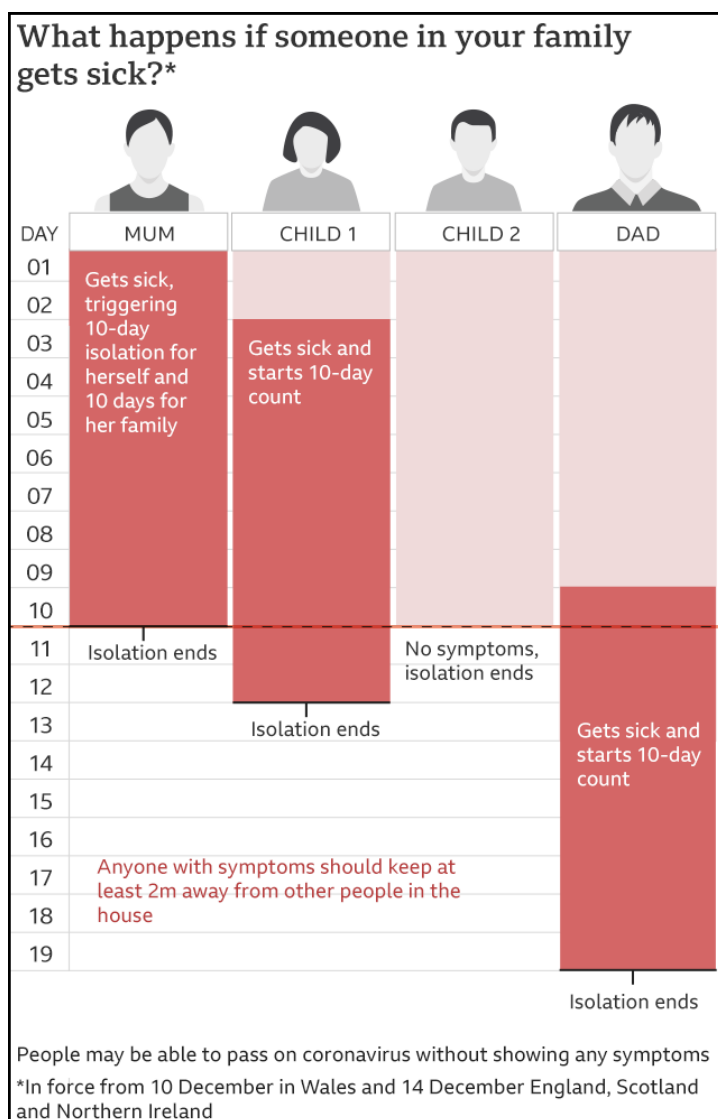 What happens if someone in your family
gets sick?*
DAY
MUM
CHILD 1
CHILD 2
DAD
01
02
03
04
05
06
07
08
09
10
11
12
13
14
15
16
17
18
19
Gets sick,
triggering
10-day
isolation for
herself and
10 days for
her family
Isolation ends
Gets sick and
starts 10-day
count
Isolation ends
No symptoms,
isolation ends
Gets sick and
starts 10-day
count
Isolation ends
Anyone with symptoms should keep at
least 2m away from other people in the
house
People may be able to pass on coronavirus without showing any symptoms
*In force from 10 December in Wales and 14 December England, Scotland
and Northern Ireland